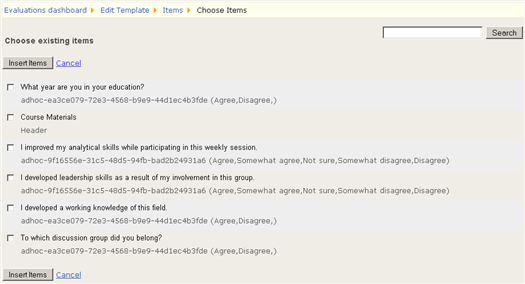 Evaluations dashboard Edit Template Items Choose Items
Search
Choose existing items
Insert Items Cancel
What year are you in your education?
adhoc-ea3ce079-72e3-4568-b9e9-44d1ec4b3fde (Agree,Disagree,)
Course Materials
Header
I improved my analytical skills while participating in this weekly session.
adhoc-9f16556e-31c5-48d5-94fb-bad2b24931a6 (Agree,Somewhat agree,Not sure,Somewhat disagree,Disagree)
I developed leadership skills as a result of my involvement in this group.
adhoc-9f16556e-31c5-48d5-94fb-bad2b24931a6 (Agree,Somewhat agree,Not sure,Somewhat disagree,Disagree)
I developed a working knowledge of this field.
adhoc-ea3ce079-72e3-4568-b9e9-44d1ec4b3fde (Agree,Disagree,)
To which discussion group did you belong?
adhoc-ea3ce079-72e3-4568-b9e9-44d1ec4b3fde (Agree,Disagree,)
Insert Items Cancel